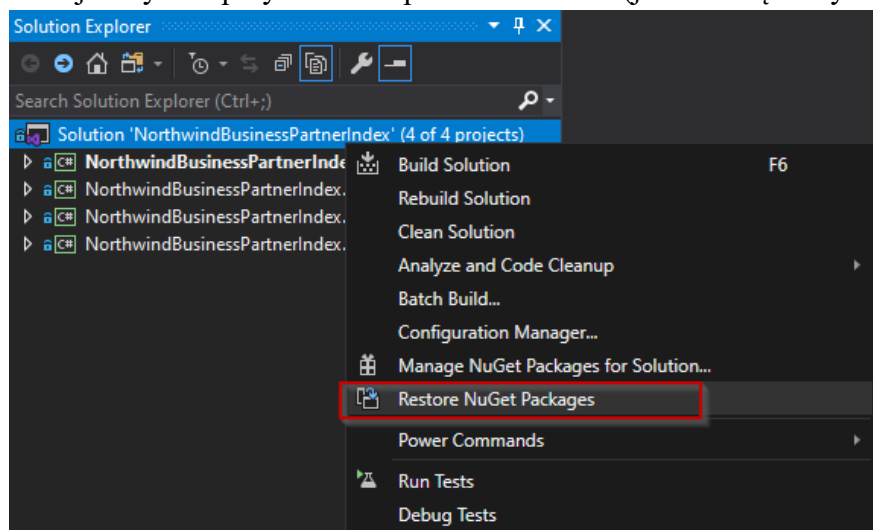 Solution Explorer
Search Solution Explorer (Ctrl+;)
Solution 'NorthwindBusinessPartnerIndex' (4 of 4 projects)
C# NorthwindBusinessPartnerInde
C# NorthwindBusinessPartnerIndex.
C# NorthwindBusinessPartnerIndex.
C# NorthwindBusinessPartnerIndex.
Build Solution F6
Rebuild Solution
Clean Solution
Analyze and Code Cleanup
Batch Build...
Configuration Manager...
Manage NuGet Packages for Solution...
Restore NuGet Packages
Power Commands
Run Tests
Debug Tests